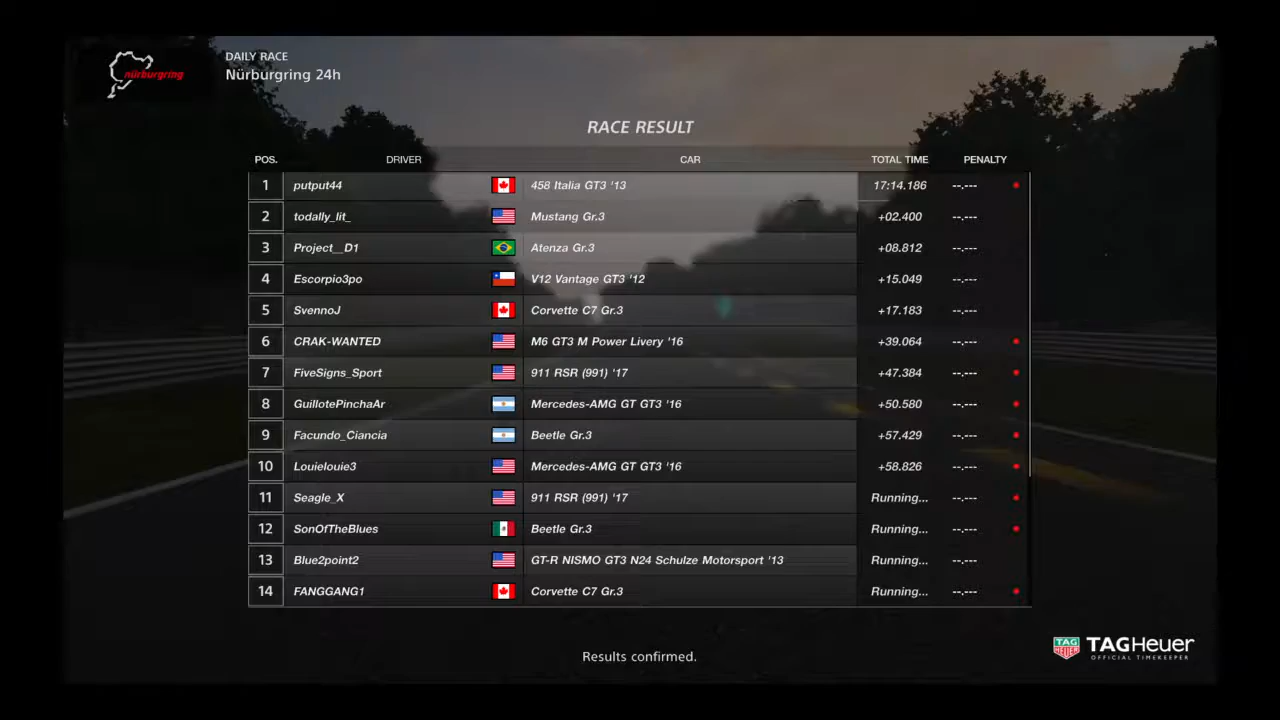 nürburgring
DAILY RACE
Nürburgring 24h
RACE RESULT
POS. DRIVER CAR TOTAL TIME PENALTY
1 putput44 458 Italia GT3 '13 17:14.186 --.---
2 todally_lit_ Mustang Gr.3 +02.400 --.---
3 Project__D1 Atenza Gr.3 +08.812 --.---
4 Escorpio3po V12 Vantage GT3 '12 +15.049 --.---
5 SvennoJ Corvette C7 Gr.3 +17.183 --.---
6 CRAK-WANTED M6 GT3 M Power Livery '16 +39.064 --.---
7 FiveSigns_Sport 911 RSR (991) '17 +47.384 --.---
8 GuillotePinchaAr Mercedes-AMG GT GT3 '16 +50.580 --.---
9 Facundo_Ciancia Beetle Gr.3 +57.429 --.---
10 Louielouie3 Mercedes-AMG GT GT3 '16 +58.826 --.---
11 Seagle_X 911 RSR (991) '17 Running... --.---
12 SonOfTheBlues Beetle Gr.3 Running... --.---
13 Blue2point2 GT-R NISMO GT3 N24 Schulze Motorsport '13 Running... --.---
14 FANGGANG1 Corvette C7 Gr.3 Running... --.---
Results confirmed.
TAG HEUER TAGHeuer
OFFICIAL TIMEKEEPER